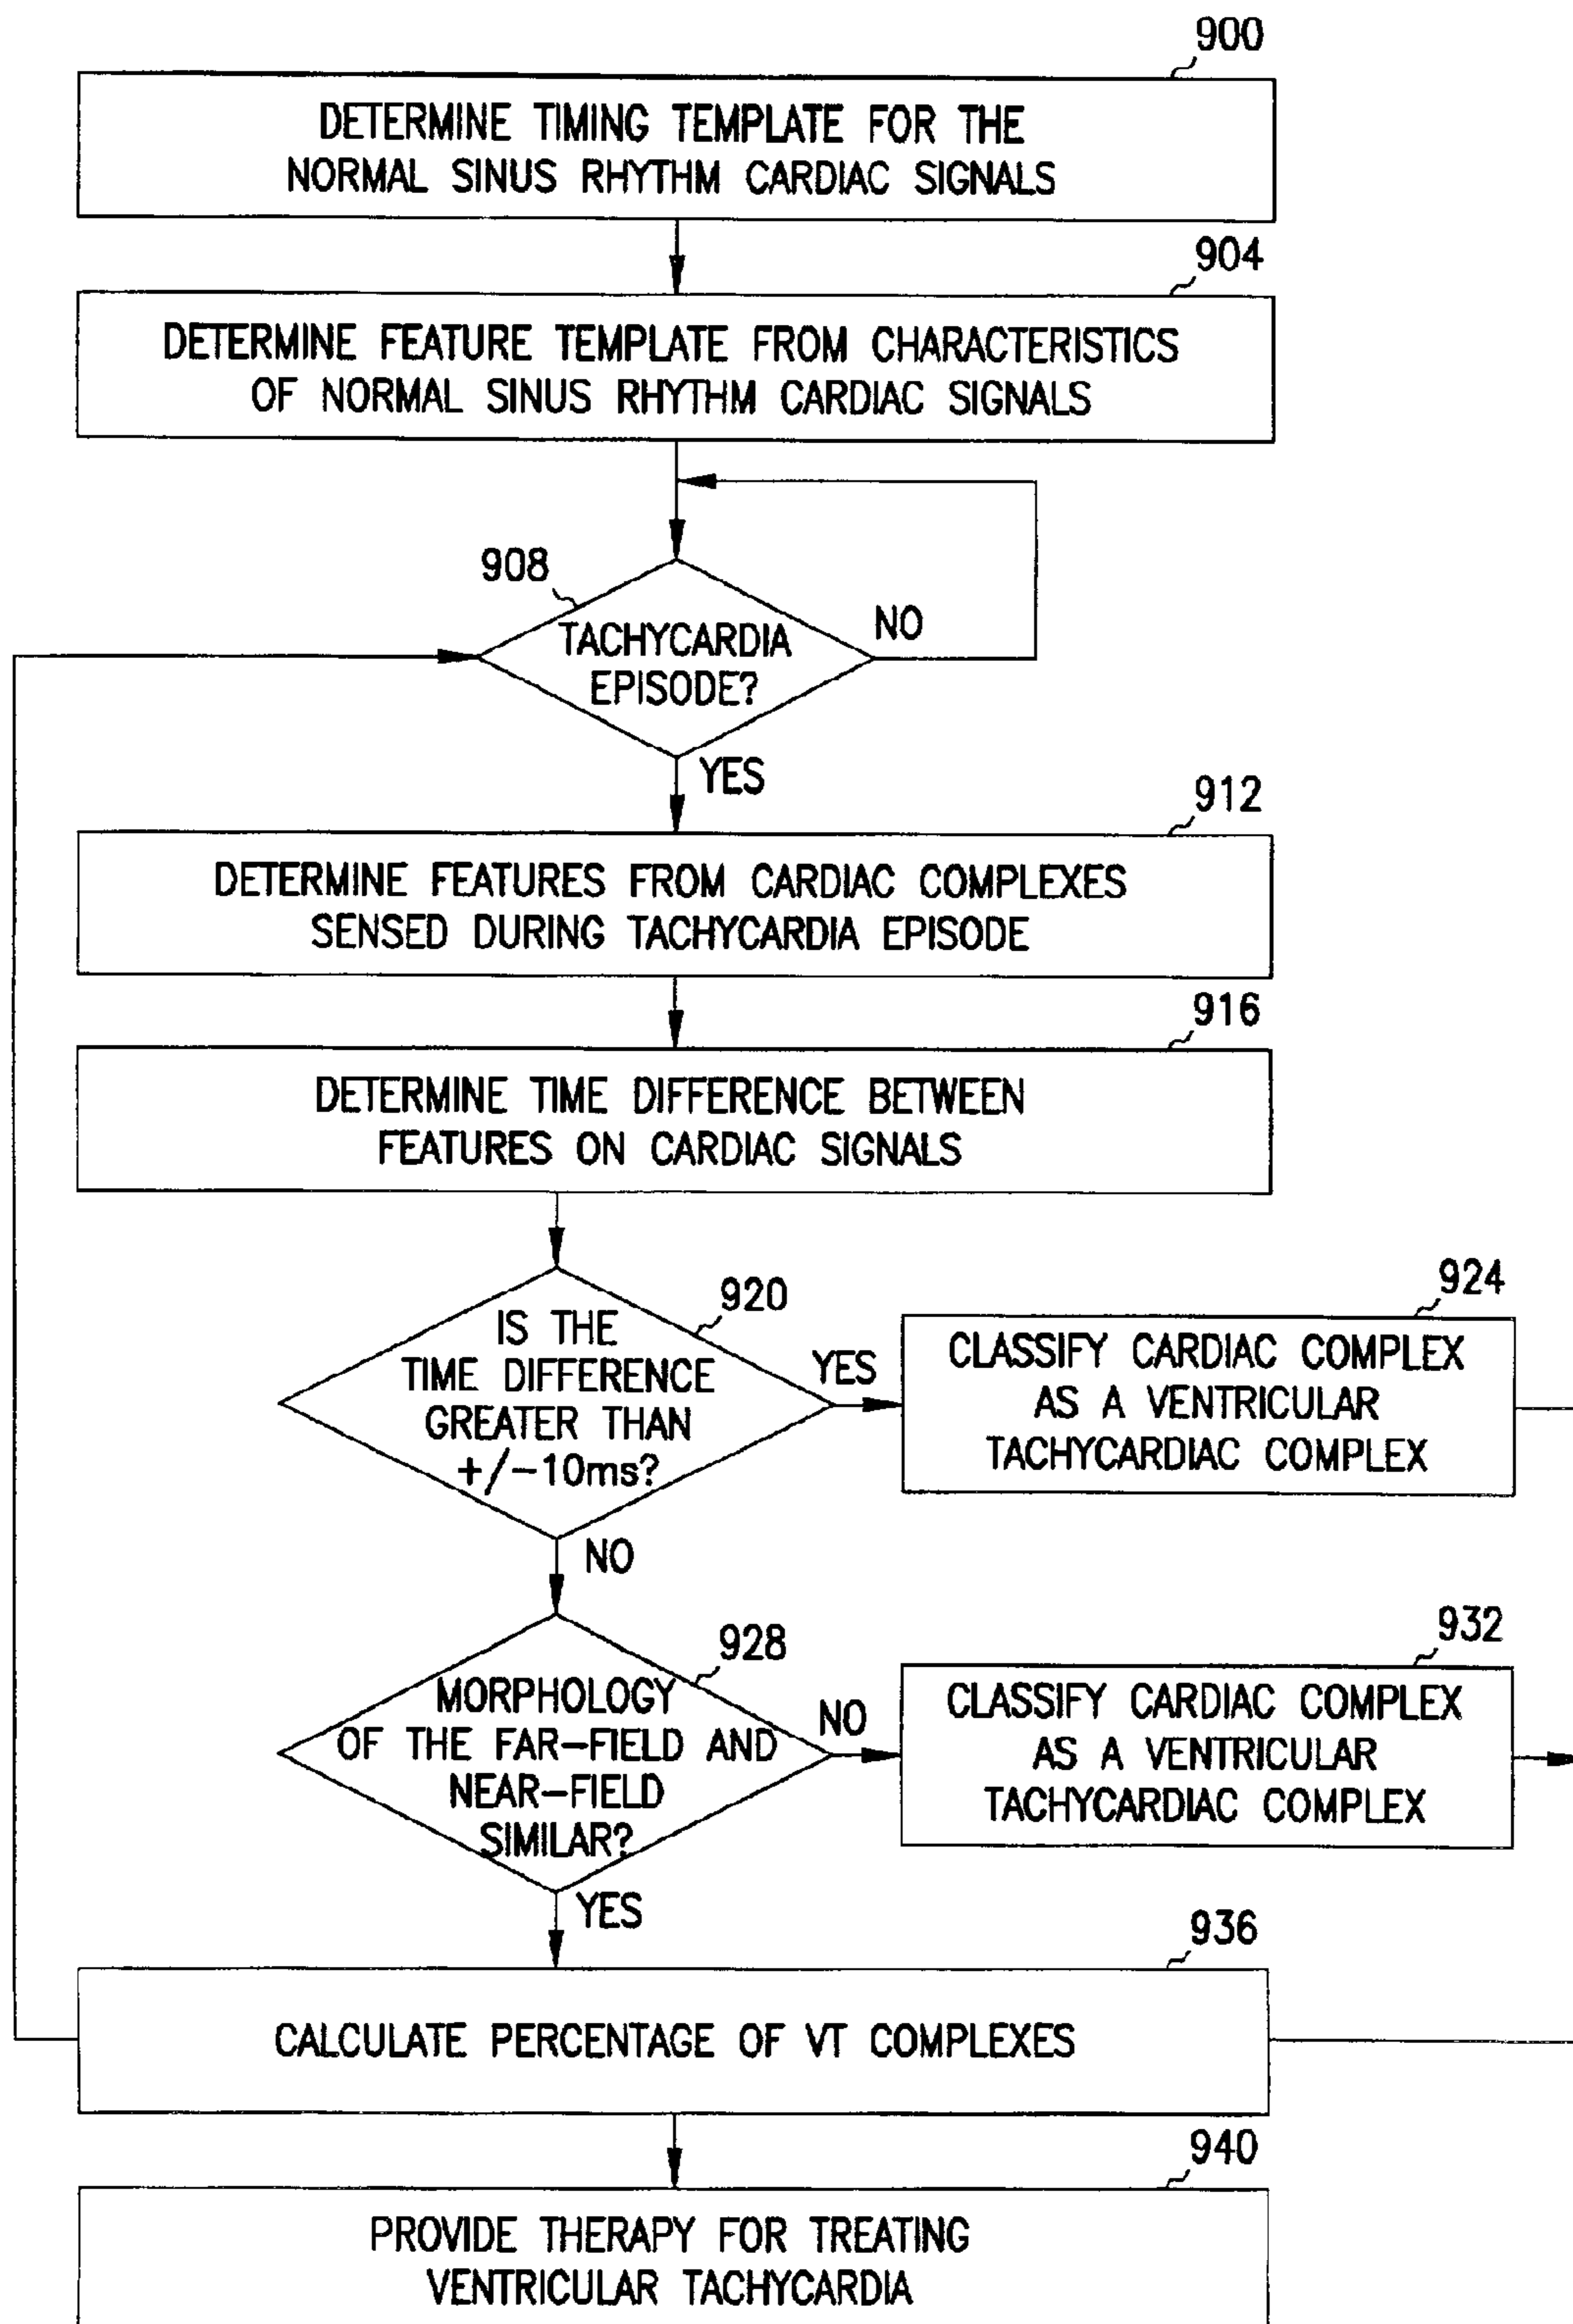 900
DETERMINE TIMING TEMPLATE FOR THE
NORMAL SINUS RHYTHM CARDIAC SIGNALS
904
DETERMINE FEATURE TEMPLATE FROM CHARACTERISTICS
OF NORMAL SINUS RHYTHM CARDIAC SIGNALS
908
TACHYCARDIA
EPISODE?
NO
YES
912
DETERMINE FEATURES FROM CARDIAC COMPLEXES
SENSED DURING TACHYCARDIA EPISODE
916
DETERMINE TIME DIFFERENCE BETWEEN
FEATURES ON CARDIAC SIGNALS
920
IS THE
TIME DIFFERENCE
GREATER THAN
+/-10ms?
YES
924
CLASSIFY CARDIAC COMPLEX
AS A VENTRICULAR
TACHYCARDIAC COMPLEX
NO
928
MORPHOLOGY
OF THE FAR-FIELD AND
NEAR-FIELD
SIMILAR?
NO
932
CLASSIFY CARDIAC COMPLEX
AS A VENTRICULAR
TACHYCARDIAC COMPLEX
YES
936
CALCULATE PERCENTAGE OF VT COMPLEXES
940
PROVIDE THERAPY FOR TREATING
VENTRICULAR TACHYCARDIA